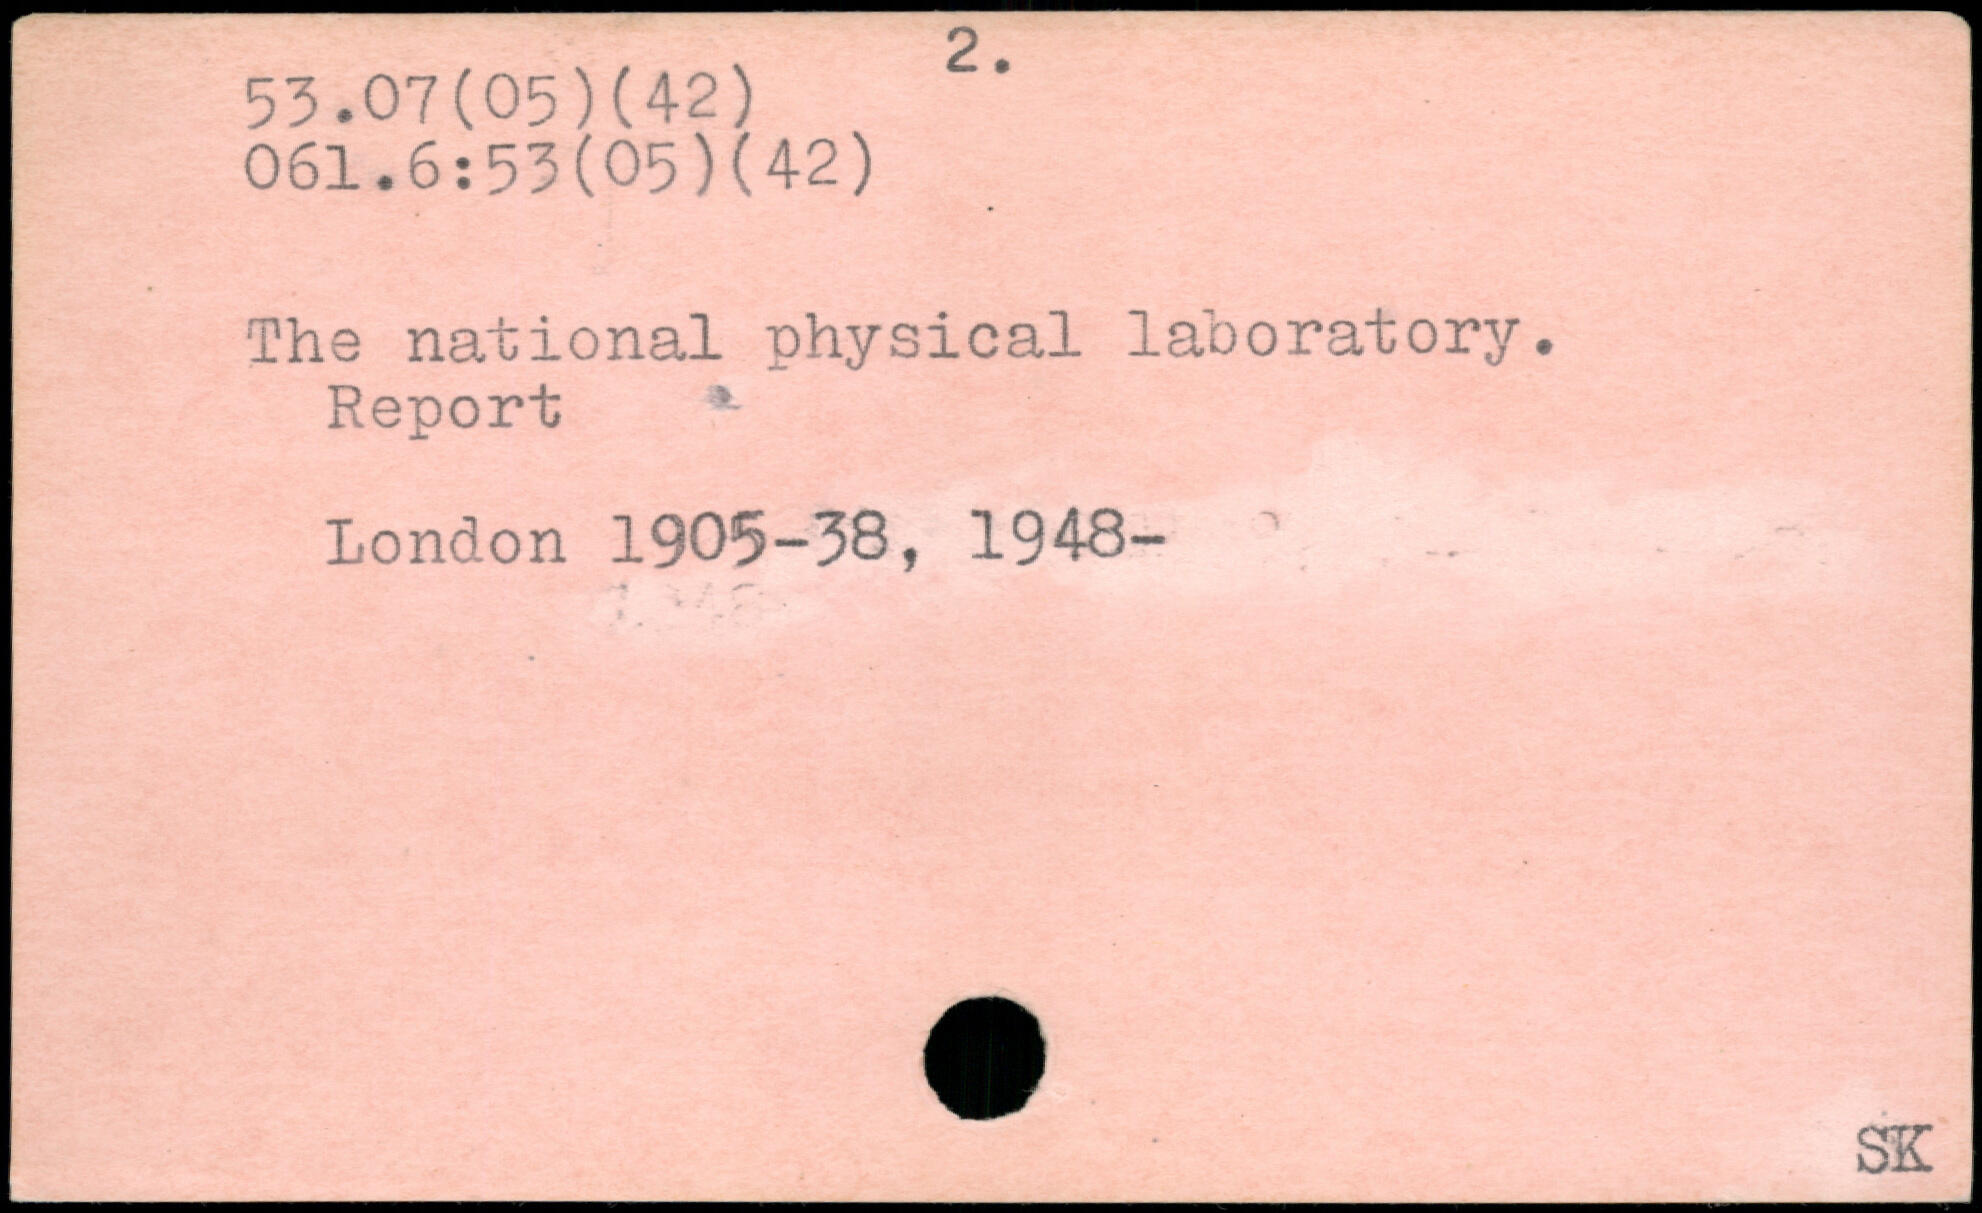 2.
53.07(05)(42)
061.6:53(05)(42)
The national physical laboratory.
Report
London 1905-38, 1948-
SK